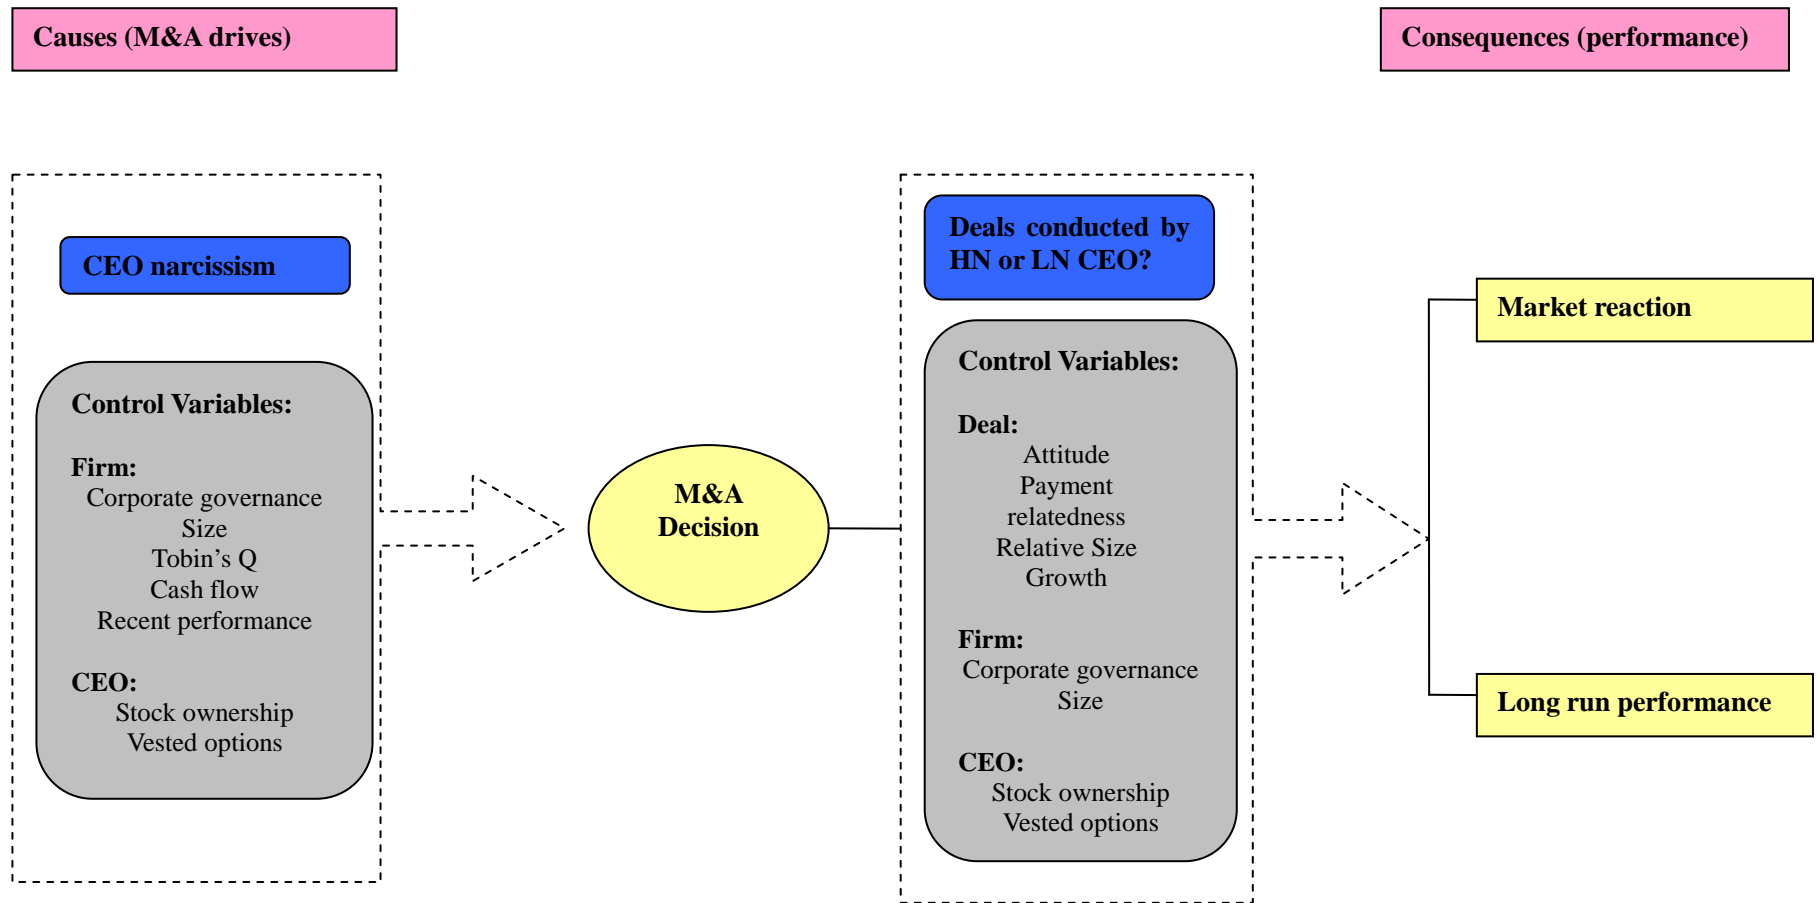 Causes (M&A drives)
Consequences (performance)
CEO narcissism
Control Variables:
Firm:
Corporate governance
Size
Tobin’s Q
Cash flow
Recent performance
CEO:
Stock ownership
Vested options
M&A
Decision
Deals conducted by
HN or LN CEO?
Control Variables:
Deal:
Attitude
Payment
relatedness
Relative Size
Growth
Firm:
Corporate governance
Size
CEO:
Stock ownership
Vested options
Market reaction
Long run performance